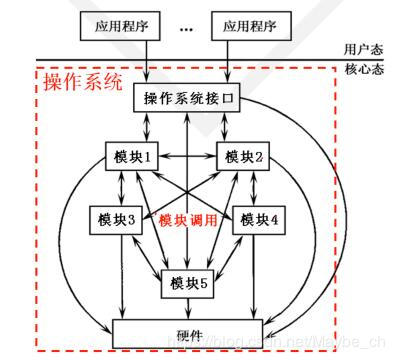 应用程序 ... 应用程序
用户态
核心态
操作系统
操作系统接口
模块1
模块2
模块3
模块调用
模块4
模块5
硬件
https://blog.csdn.net/Maybe_ch